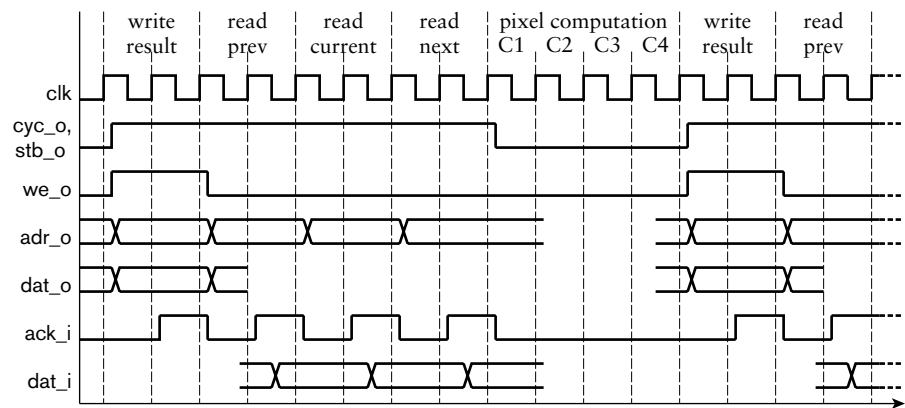 write read read read pixel computation write read
result prev current next C1 C2 C3 C4 result prev
clk
cyc_o,
stb_o
we_o
adr_o
dat_o
ack_i
dat_i